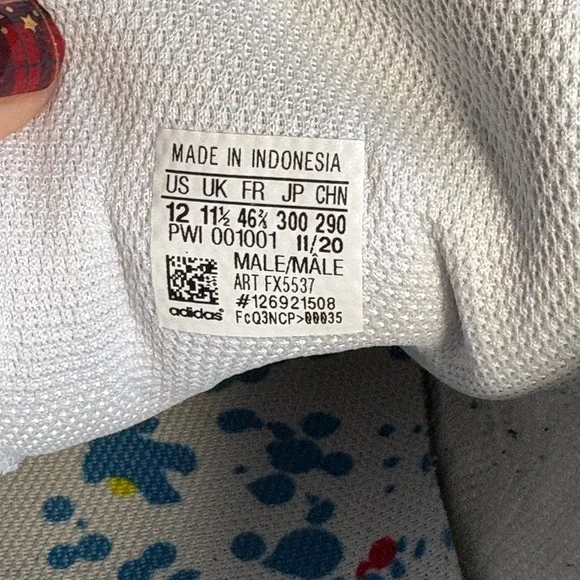 MADE IN INDONESIA
US UK FR JP CHN
12 11½ 46⅔ 300 290
PWI 001001 11/20
MALE/MÂLE
ART FX5537
#126921508
adidas® FcQ3NCP>00035